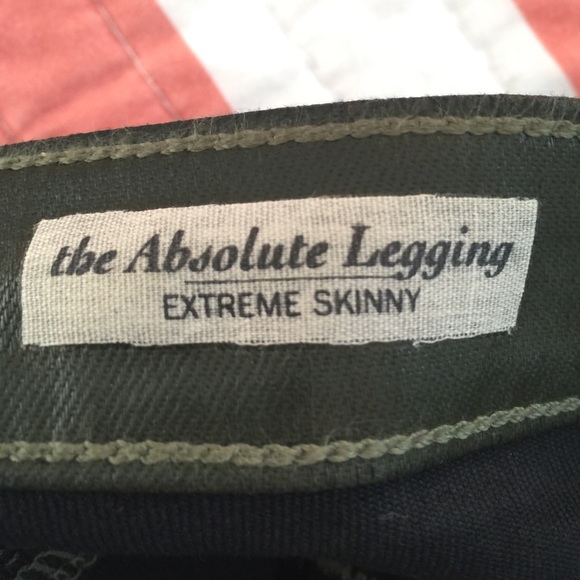 the Absolute Legging
EXTREME SKINNY